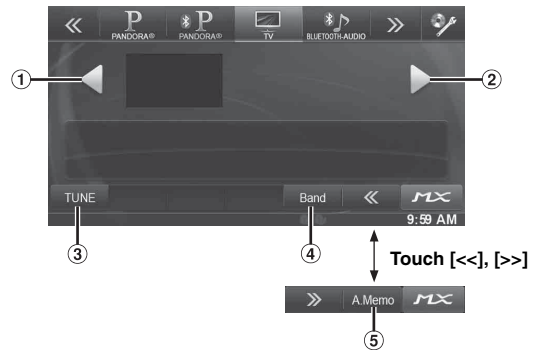 « P PANDORA® P PANDORA® TV BLUETOOTH-AUDIO »
1 2
TUNE Band « MX
9:59 AM
3 4
Touch [<<], [>>]
» A.Memo MX
5